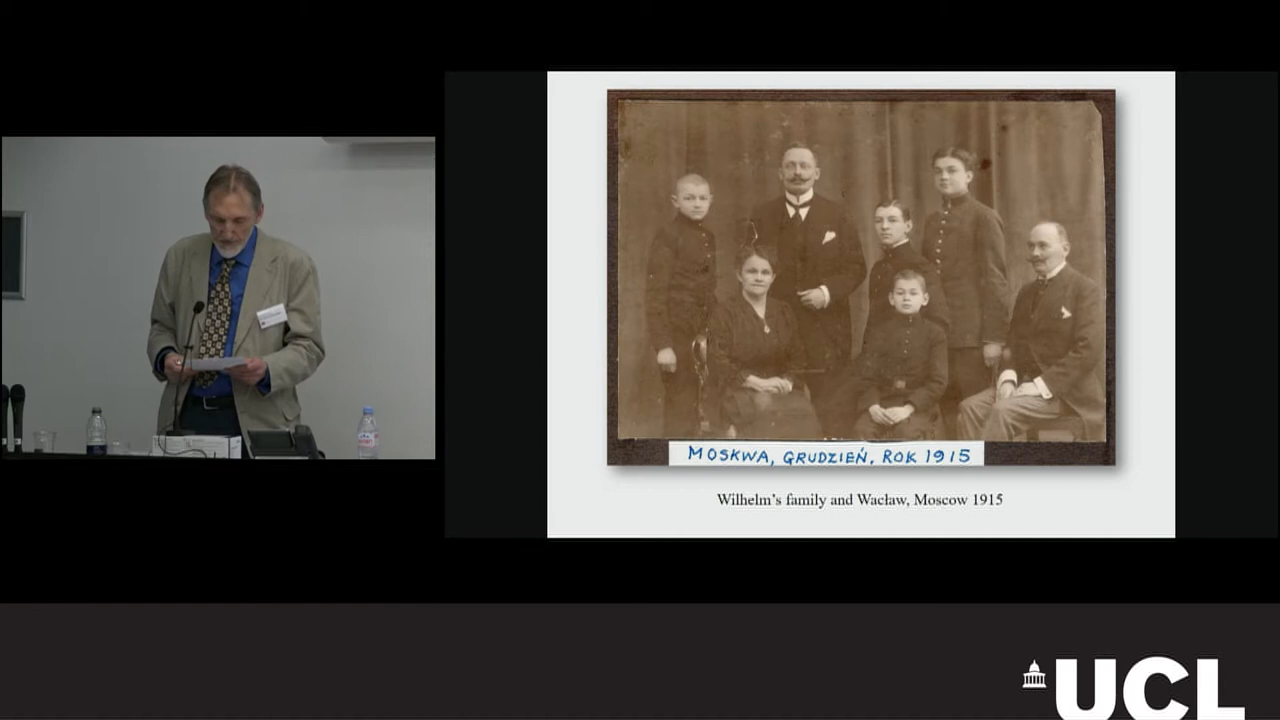 MOSKWA, GRUDZIEŃ, ROK 1915
Wilhelm's family and Wacław, Moscow 1915
UCL